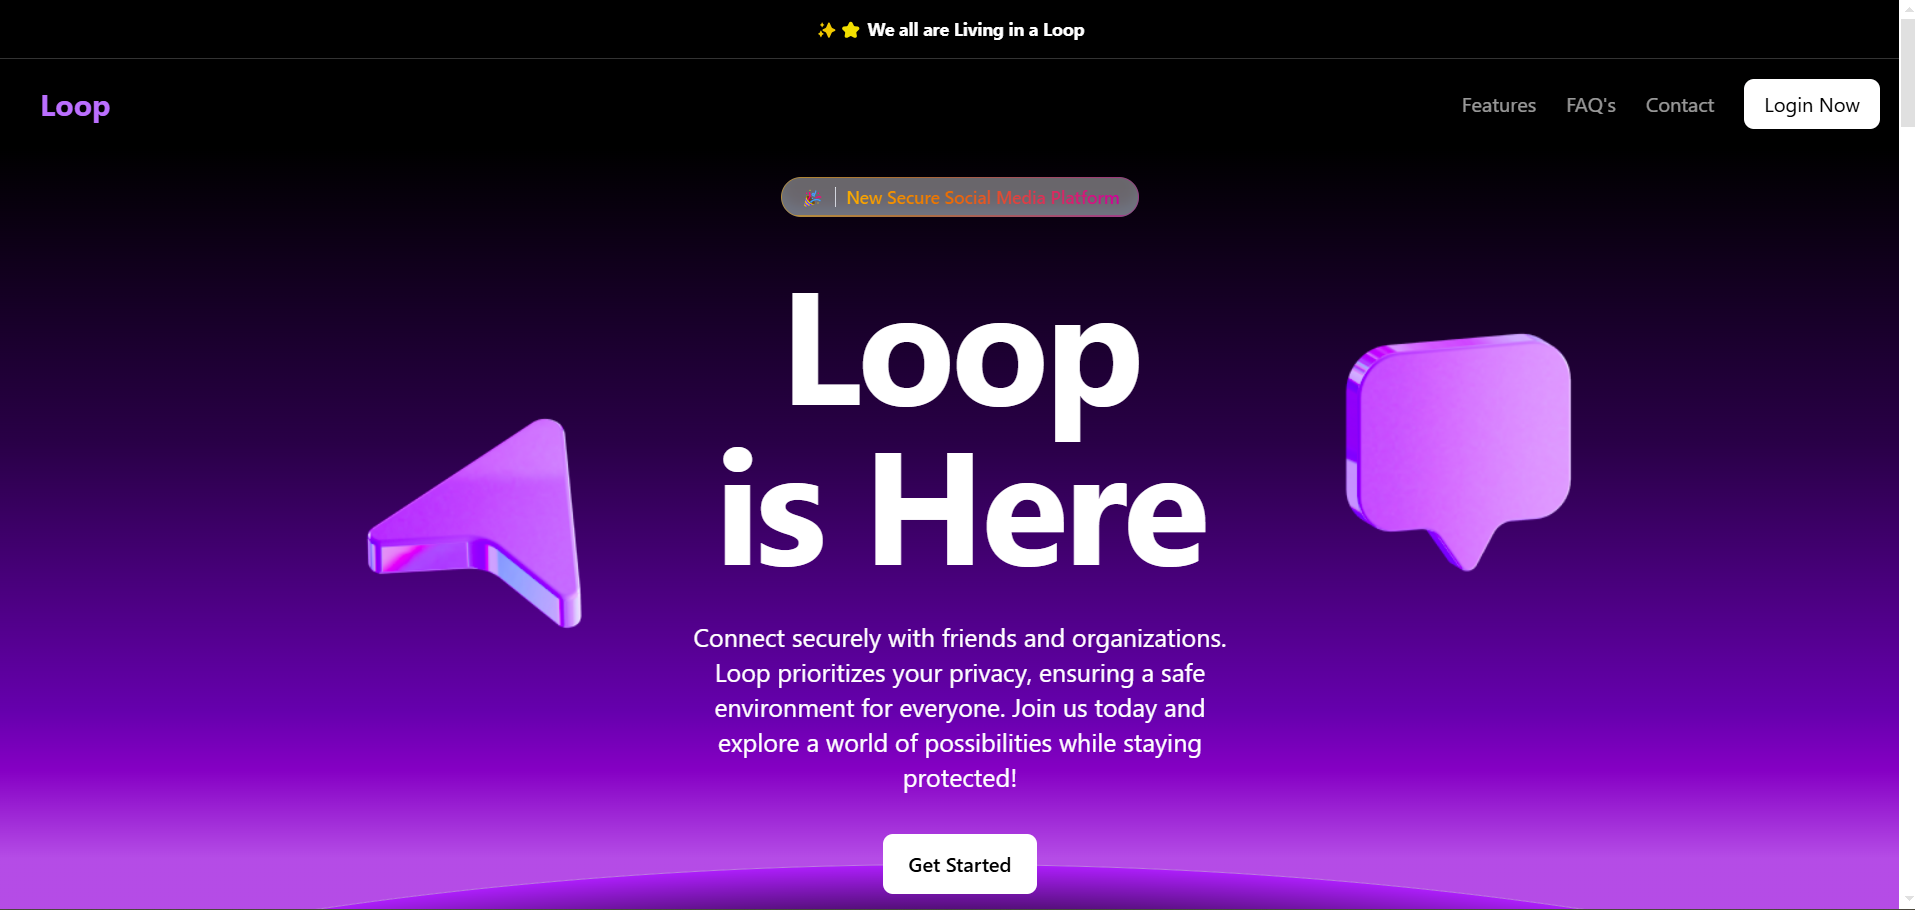 ✨⭐ We all are Living in a Loop
Loop
Features FAQ's Contact Login Now
🎉 | New Secure Social Media Platform
Loop
is Here
Connect securely with friends and organizations.
Loop prioritizes your privacy, ensuring a safe
environment for everyone. Join us today and
explore a world of possibilities while staying
protected!
Get Started